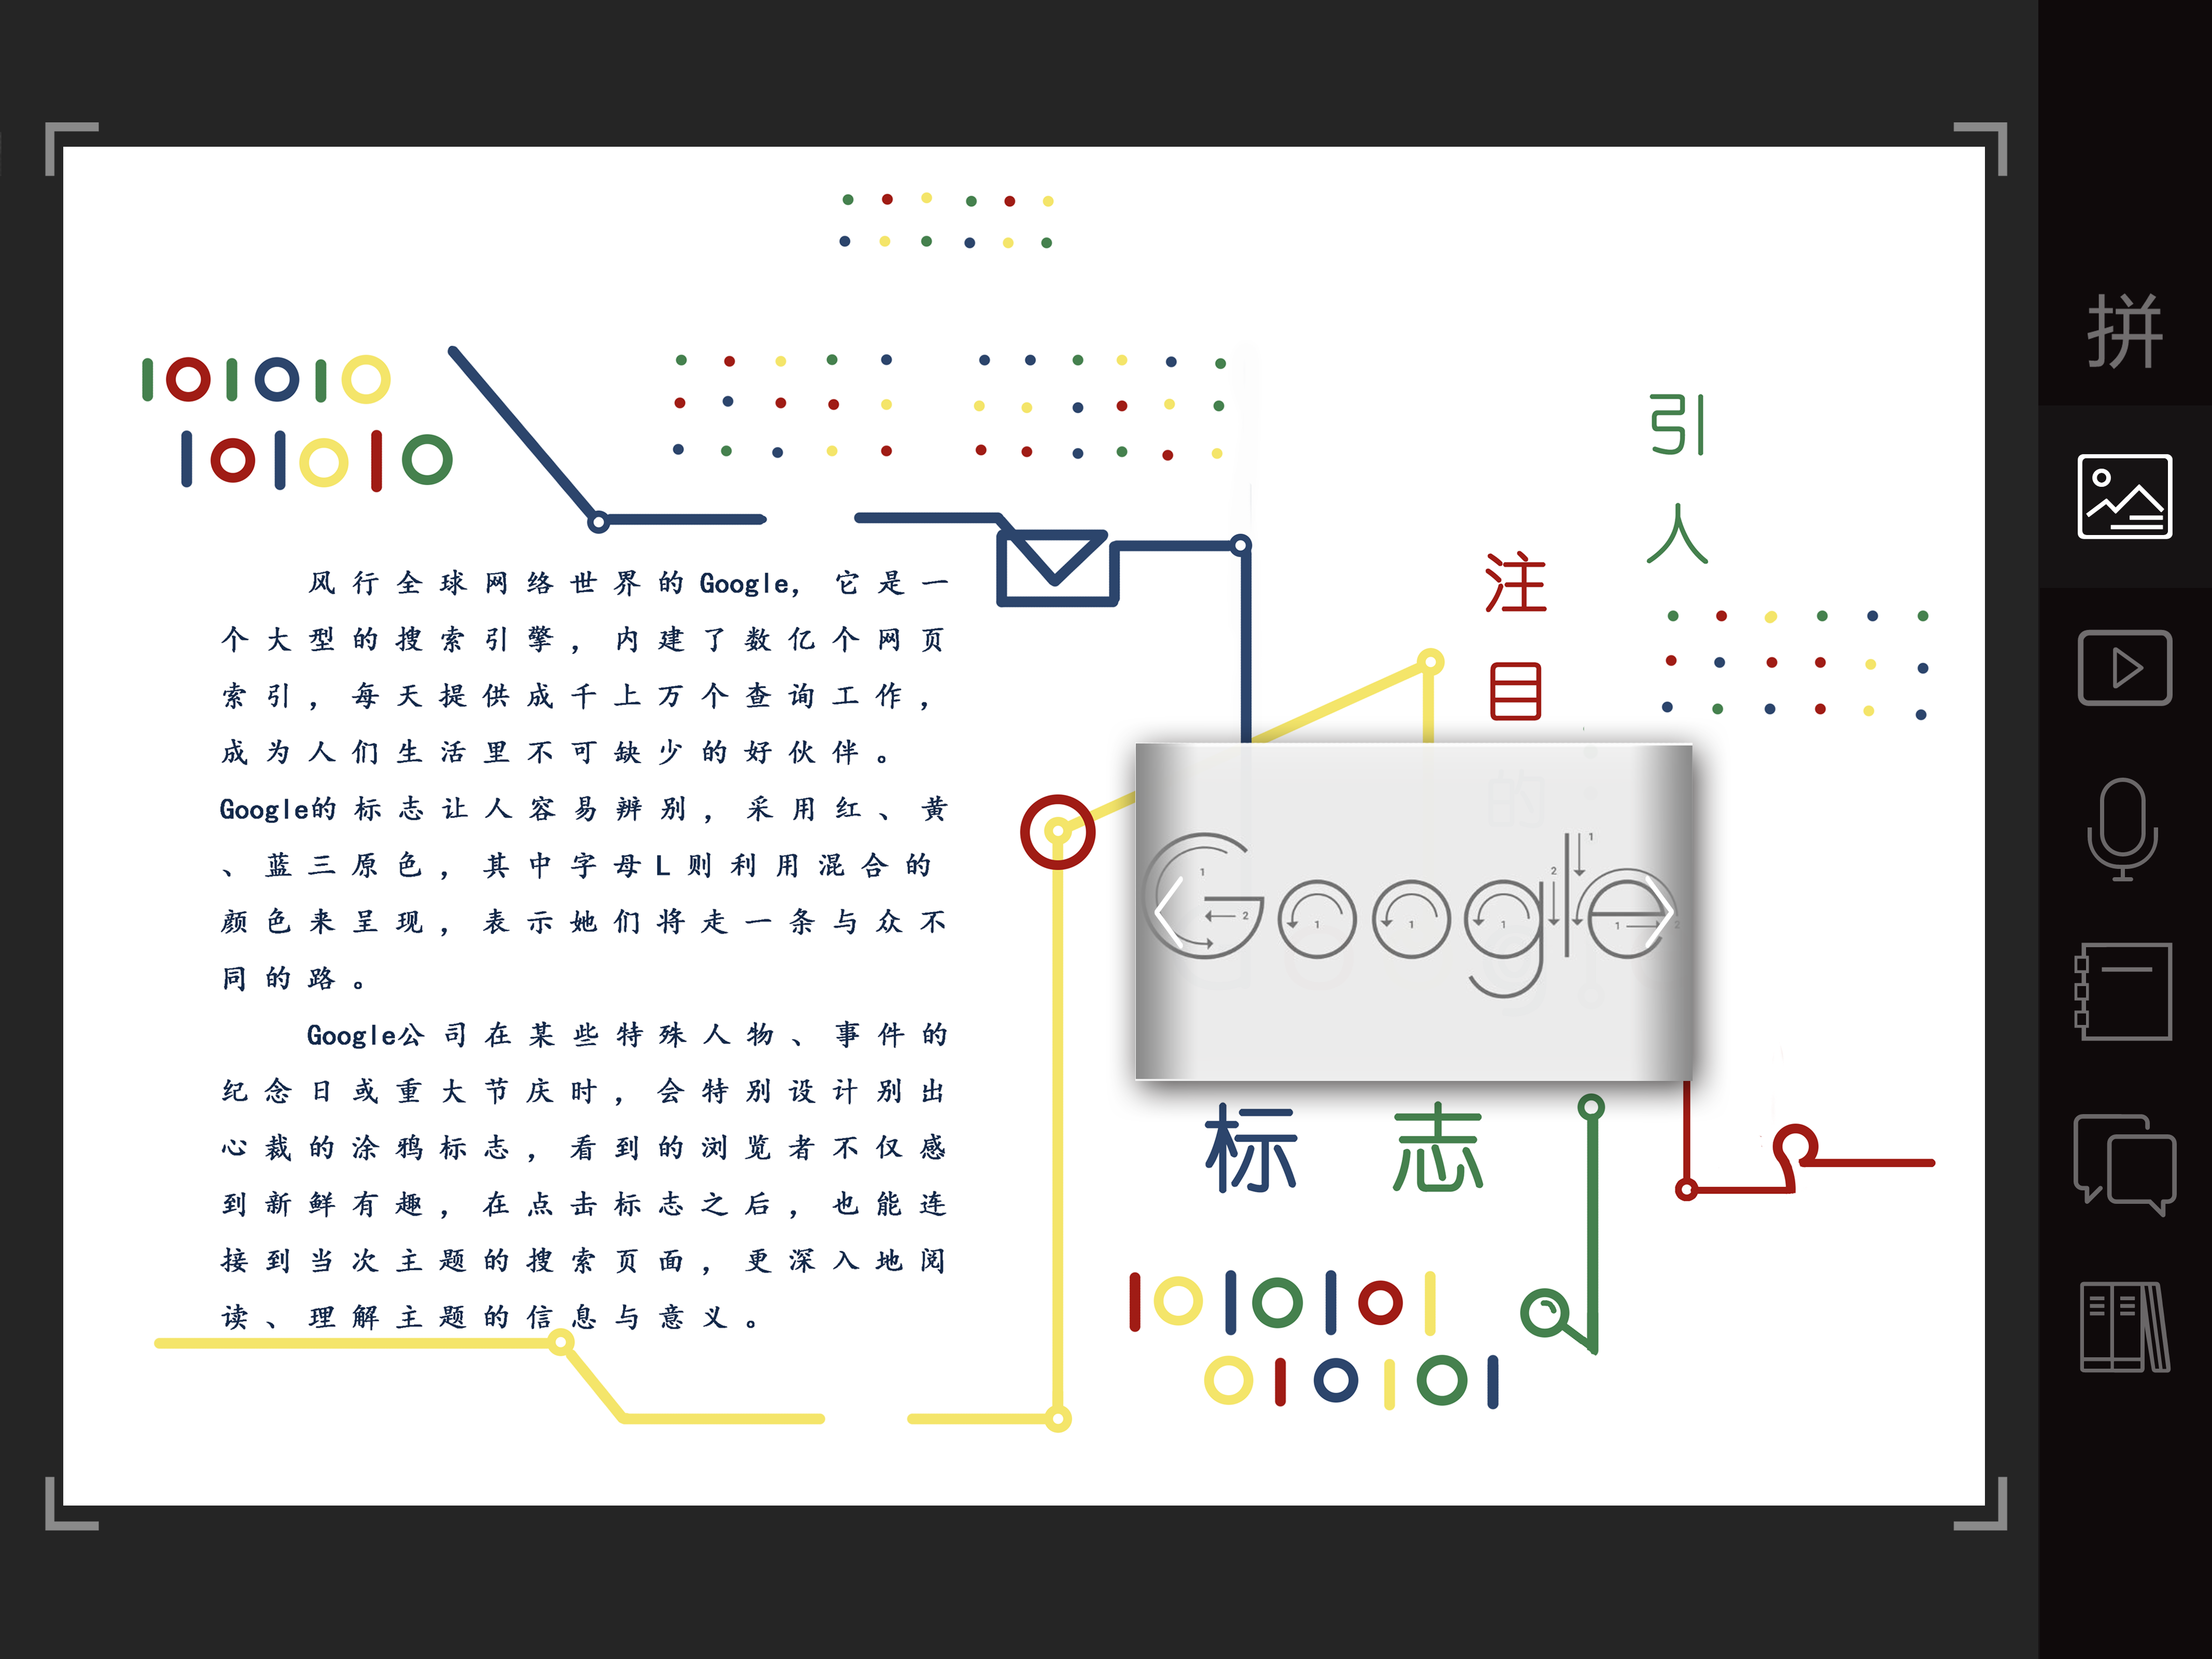 引人
注目
的
Google
标志
风行全球网络世界的Google，它是一
个大型的搜索引擎，内建了数亿个网页
索引，每天提供成千上万个查询工作，
成为人们生活里不可缺少的好伙伴。
Google的标志让人容易辨别，采用红、黄
、蓝三原色，其中字母L则利用混合的
颜色来呈现，表示她们将走一条与众不
同的路。
Google公司在某些特殊人物、事件的
纪念日或重大节庆时，会特别设计别出
心裁的涂鸦标志，看到的浏览者不仅感
到新鲜有趣，在点击标志之后，也能连
接到当次主题的搜索页面，更深入地阅
读、理解主题的信息与意义。
拼